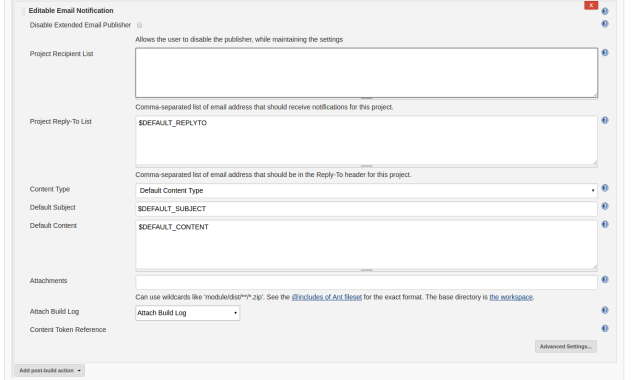 Editable Email Notification
X
Disable Extended Email Publisher
Allows the user to disable the publisher, while maintaining the settings
Project Recipient List
Comma-separated list of email address that should receive notifications for this project.
Project Reply-To List
$DEFAULT_REPLYTO
Comma-separated list of email address that should be in the Reply-To header for this project.
Content Type
Default Content Type
Default Subject
$DEFAULT_SUBJECT
Default Content
$DEFAULT_CONTENT
Attachments
Can use wildcards like 'module/dist/**/*.zip'. See the @includes of Ant fileset for the exact format. The base directory is the workspace.
Attach Build Log
Attach Build Log
Content Token Reference
Advanced Settings...
Add post-build action